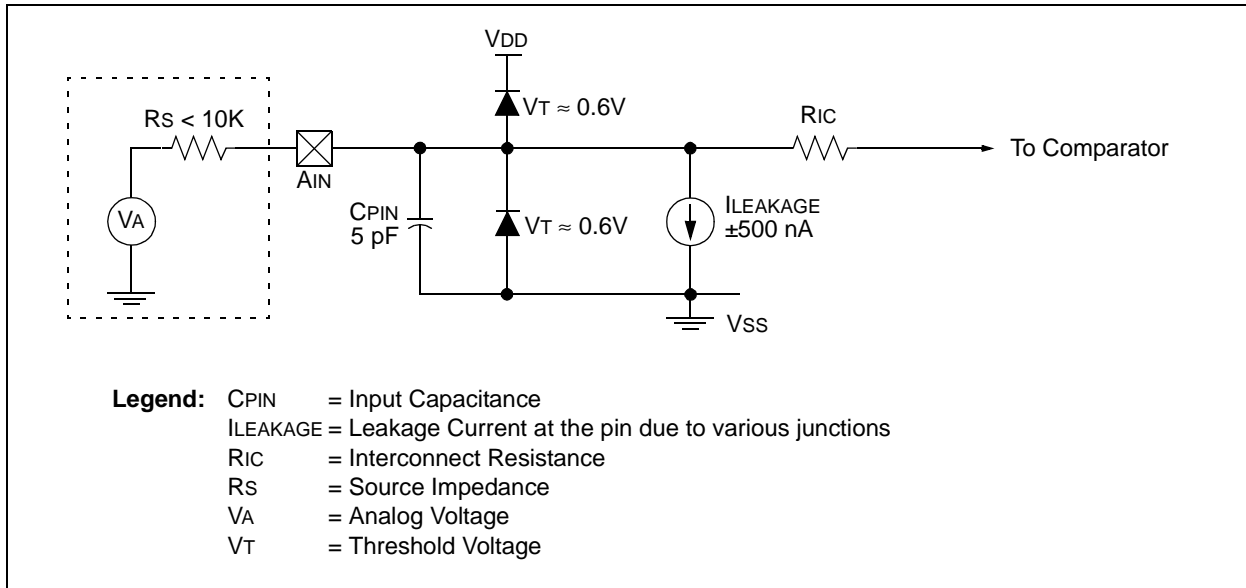 VDD
VT ≈ 0.6V
RS < 10K
RIC
To Comparator
AIN
VA
CPIN
5 pF
VT ≈ 0.6V
ILEAKAGE
±500 nA
VSS
Legend: CPIN = Input Capacitance
ILEAKAGE = Leakage Current at the pin due to various junctions
RIC = Interconnect Resistance
RS = Source Impedance
VA = Analog Voltage
VT = Threshold Voltage